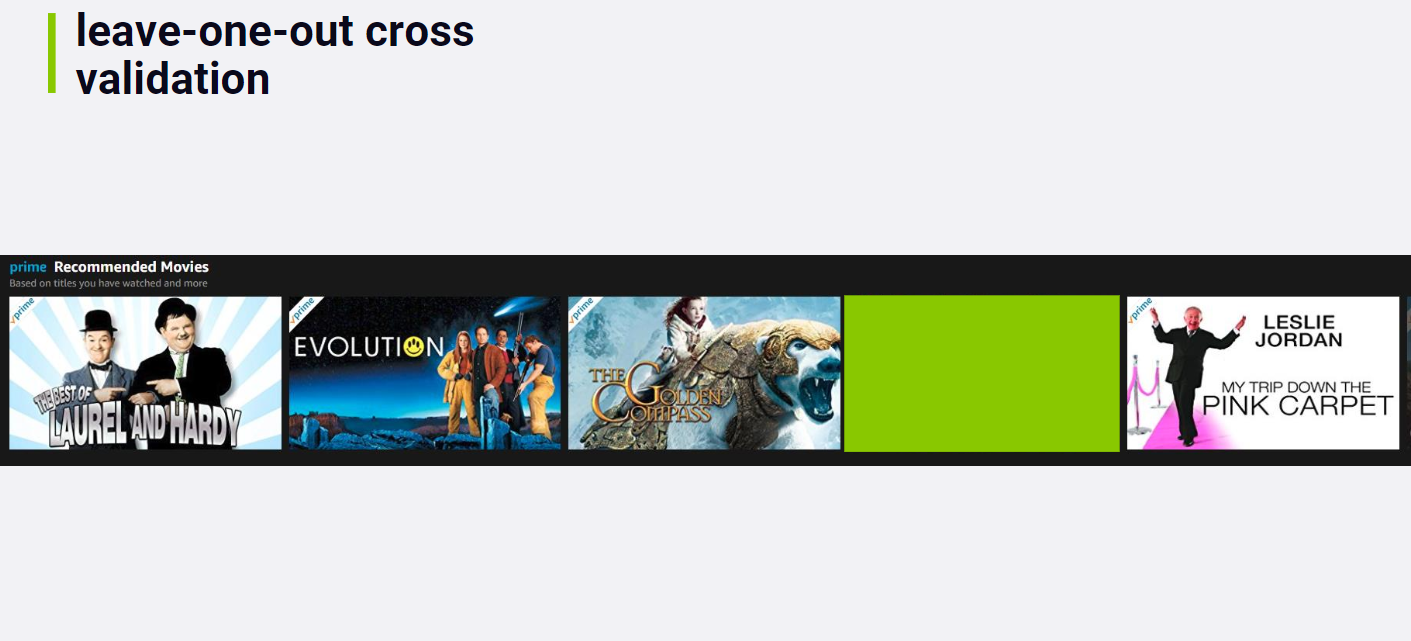 leave-one-out cross
validation
prime Recommended Movies
Based on titles you have watched and more
prime
THE BEST OF
LAUREL AND HARDY
prime
EVOLUTION
prime
THE GOLDEN
COMPASS
prime
LESLIE
JORDAN
MY TRIP DOWN THE
PINK CARPET